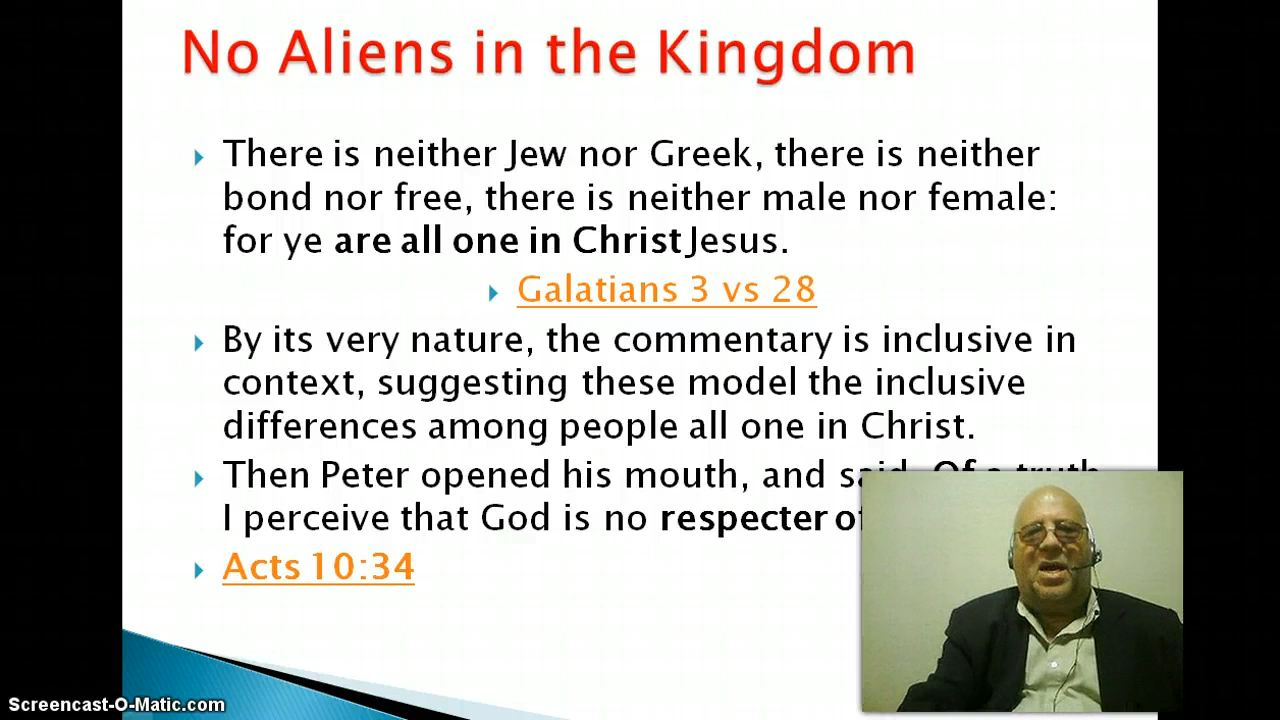 No Aliens in the Kingdom
There is neither Jew nor Greek, there is neither
bond nor free, there is neither male nor female:
for ye are all one in Christ Jesus.
Galatians 3 vs 28
By its very nature, the commentary is inclusive in
context, suggesting these model the inclusive
differences among people all one in Christ.
Then Peter opened his mouth, and said, Of a truth
I perceive that God is no respecter of
Acts 10:34
Screencast-O-Matic.com